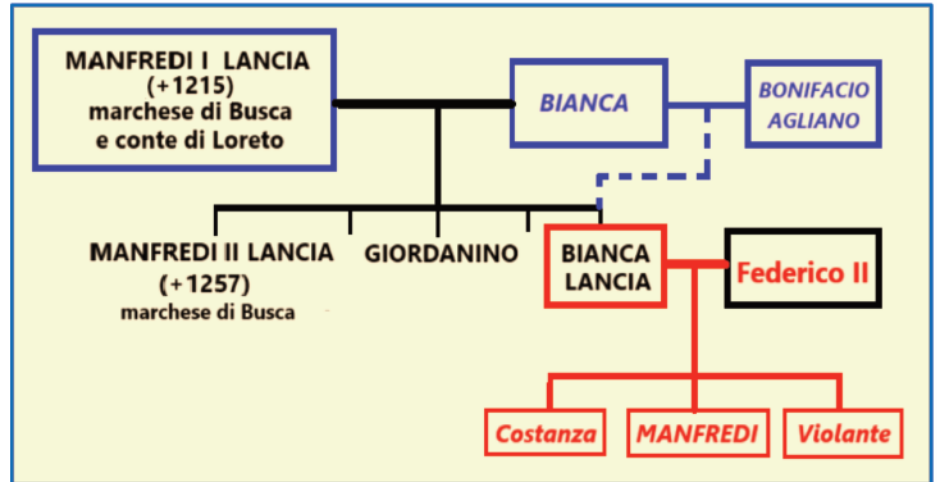 MANFREDI I LANCIA
(+1215)
marchese di Busca
e conte di Loreto
BIANCA
BONIFACIO
AGLIANO
MANFREDI II LANCIA
(+1257)
marchese di Busca
GIORDANINO
BIANCA
LANCIA
Federico II
Costanza
MANFREDI
Violante